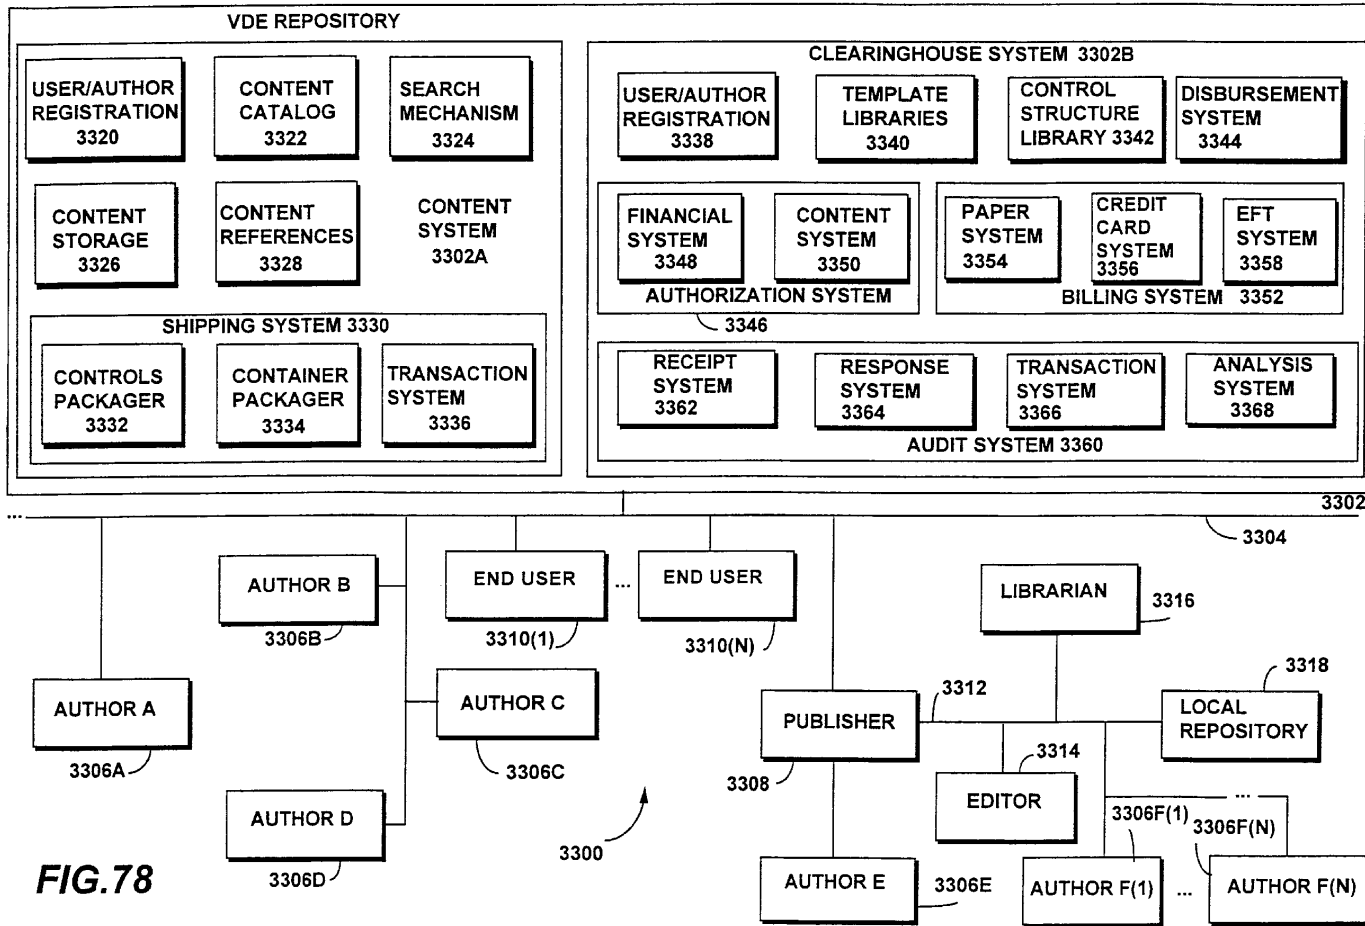 VDE REPOSITORY
USER/AUTHOR
REGISTRATION
3320
CONTENT
CATALOG
3322
SEARCH
MECHANISM
3324
CONTENT
STORAGE
3326
CONTENT
REFERENCES
3328
CONTENT
SYSTEM
3302A
SHIPPING SYSTEM 3330
CONTROLS
PACKAGER
3332
CONTAINER
PACKAGER
3334
TRANSACTION
SYSTEM
3336
CLEARINGHOUSE SYSTEM 3302B
USER/AUTHOR
REGISTRATION
3338
TEMPLATE
LIBRARIES
3340
CONTROL
STRUCTURE
LIBRARY 3342
DISBURSEMENT
SYSTEM
3344
FINANCIAL
SYSTEM
3348
CONTENT
SYSTEM
3350
AUTHORIZATION SYSTEM
3346
PAPER
SYSTEM
3354
CREDIT
CARD
SYSTEM
3356
EFT
SYSTEM
3358
BILLING SYSTEM 3352
RECEIPT
SYSTEM
3362
RESPONSE
SYSTEM
3364
TRANSACTION
SYSTEM
3366
ANALYSIS
SYSTEM
3368
AUDIT SYSTEM 3360
3302
...
3304
AUTHOR A
3306A
AUTHOR B
3306B
AUTHOR C
3306C
AUTHOR D
3306D
END USER
3310(1)
...
END USER
3310(N)
LIBRARIAN
3316
PUBLISHER
3308
3312
LOCAL
REPOSITORY
3318
EDITOR
3314
AUTHOR E
3306E
...
3306F(1)
3306F(N)
AUTHOR F(1)
...
AUTHOR F(N)
3300
FIG.78